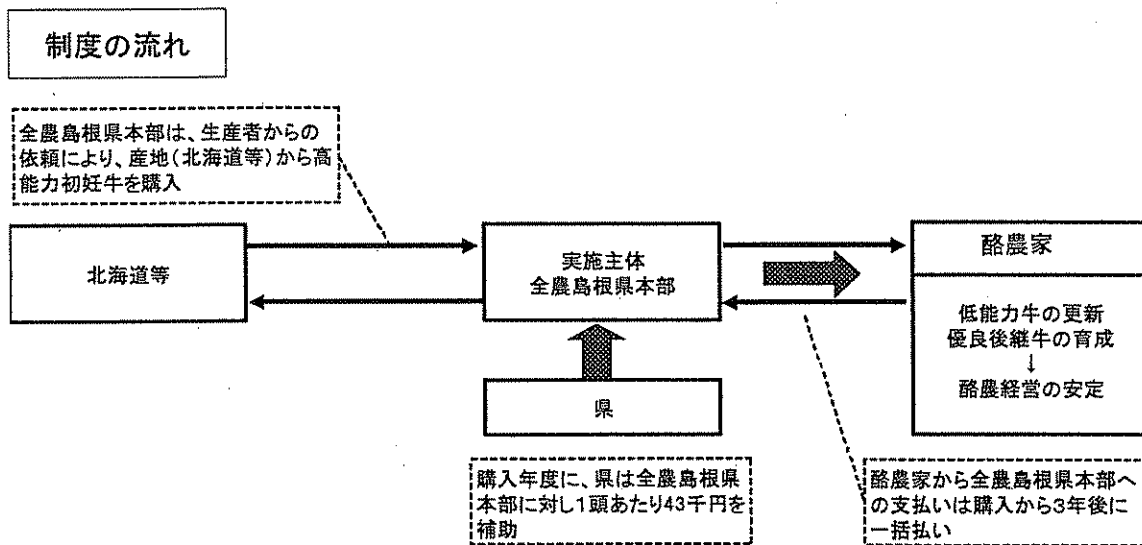 制度の流れ
全農島根県本部は、生産者からの
依頼により、産地(北海道等)から高
能力初妊牛を購入
北海道等
実施主体
全農島根県本部
酪農家
低能力牛の更新
優良後継牛の育成
↓
酪農経営の安定
県
購入年度に、県は全農島根県
本部に対し1頭あたり43千円を
補助
酪農家から全農島根県本部へ
の支払いは購入から3年後に
一括払い